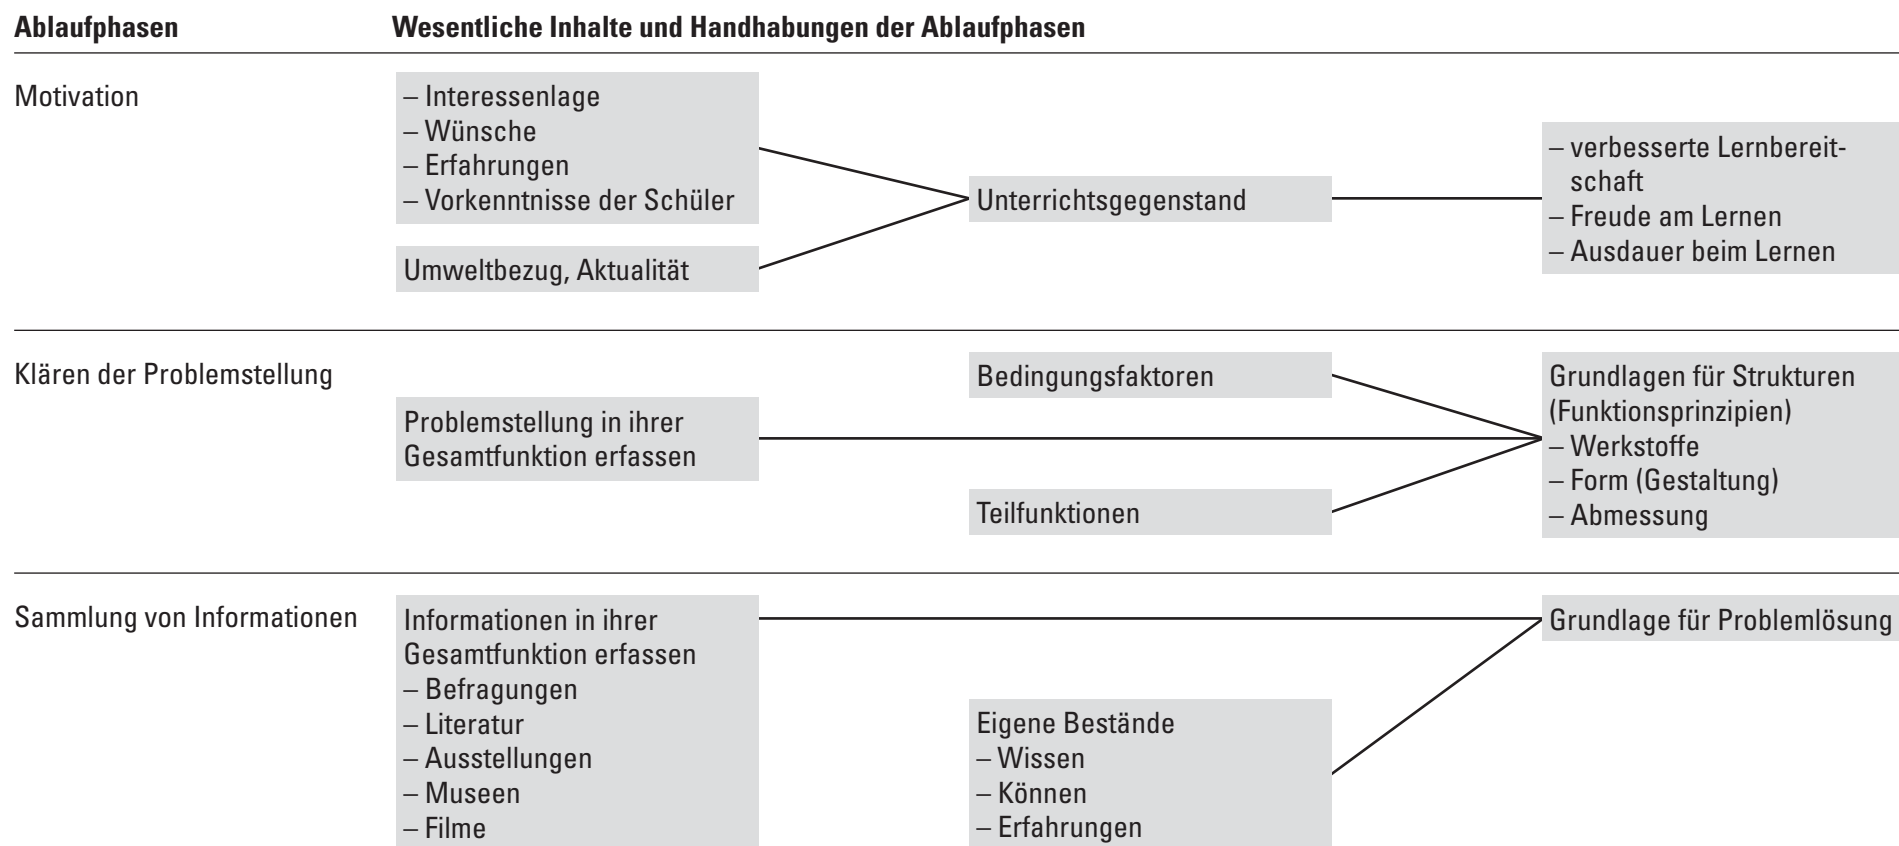 Ablaufphasen
Wesentliche Inhalte und Handhabungen der Ablaufphasen
Motivation
– Interessenlage
– Wünsche
– Erfahrungen
– Vorkenntnisse der Schüler
Umweltbezug, Aktualität
Unterrichtsgegenstand
– verbesserte Lernbereit-
schaft
– Freude am Lernen
– Ausdauer beim Lernen
Klären der Problemstellung
Problemstellung in ihrer
Gesamtfunktion erfassen
Bedingungsfaktoren
Teilfunktionen
Grundlagen für Strukturen
(Funktionsprinzipien)
– Werkstoffe
– Form (Gestaltung)
– Abmessung
Sammlung von Informationen
Informationen in ihrer
Gesamtfunktion erfassen
– Befragungen
– Literatur
– Ausstellungen
– Museen
– Filme
Eigene Bestände
– Wissen
– Können
– Erfahrungen
Grundlage für Problemlösung